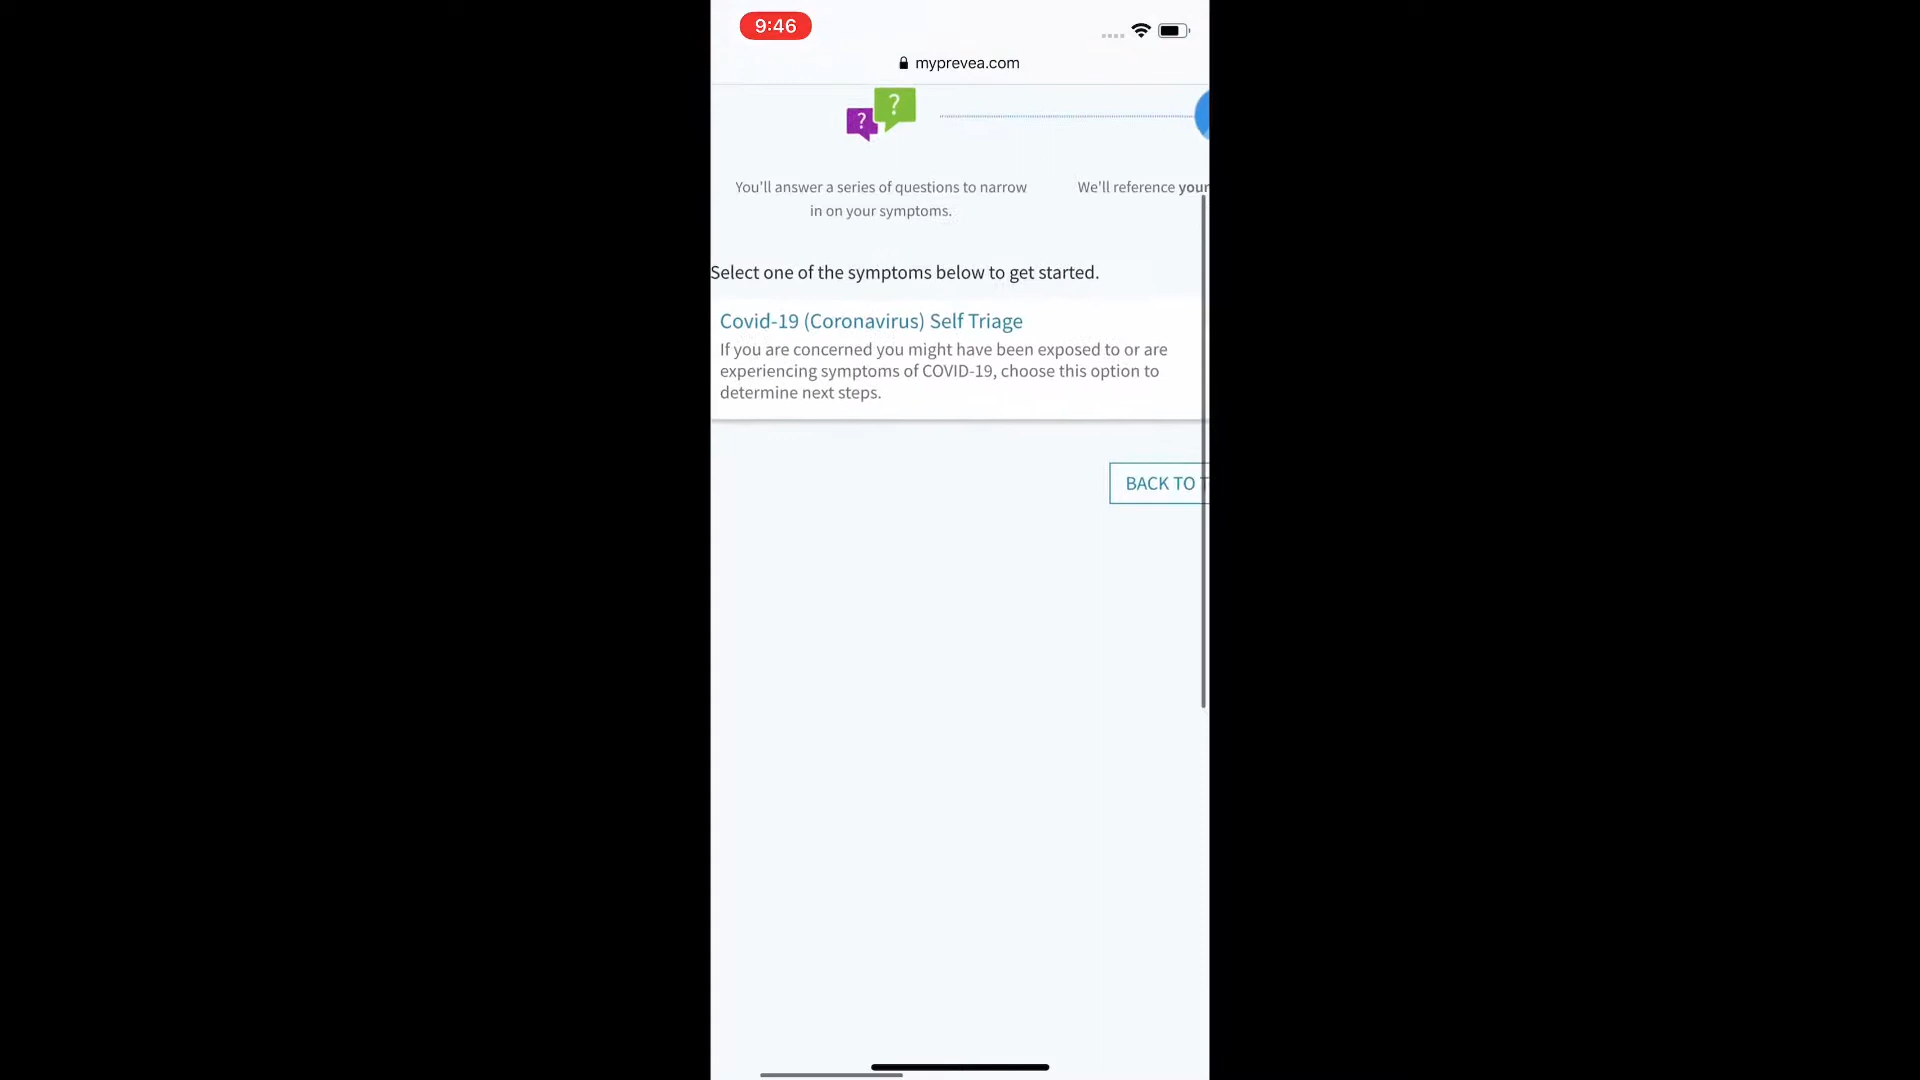 9:46
myprevea.com
? ?
You'll answer a series of questions to narrow
in on your symptoms.
We'll reference your
Select one of the symptoms below to get started.
Covid-19 (Coronavirus) Self Triage
If you are concerned you might have been exposed to or are
experiencing symptoms of COVID-19, choose this option to
determine next steps.
BACK TO T